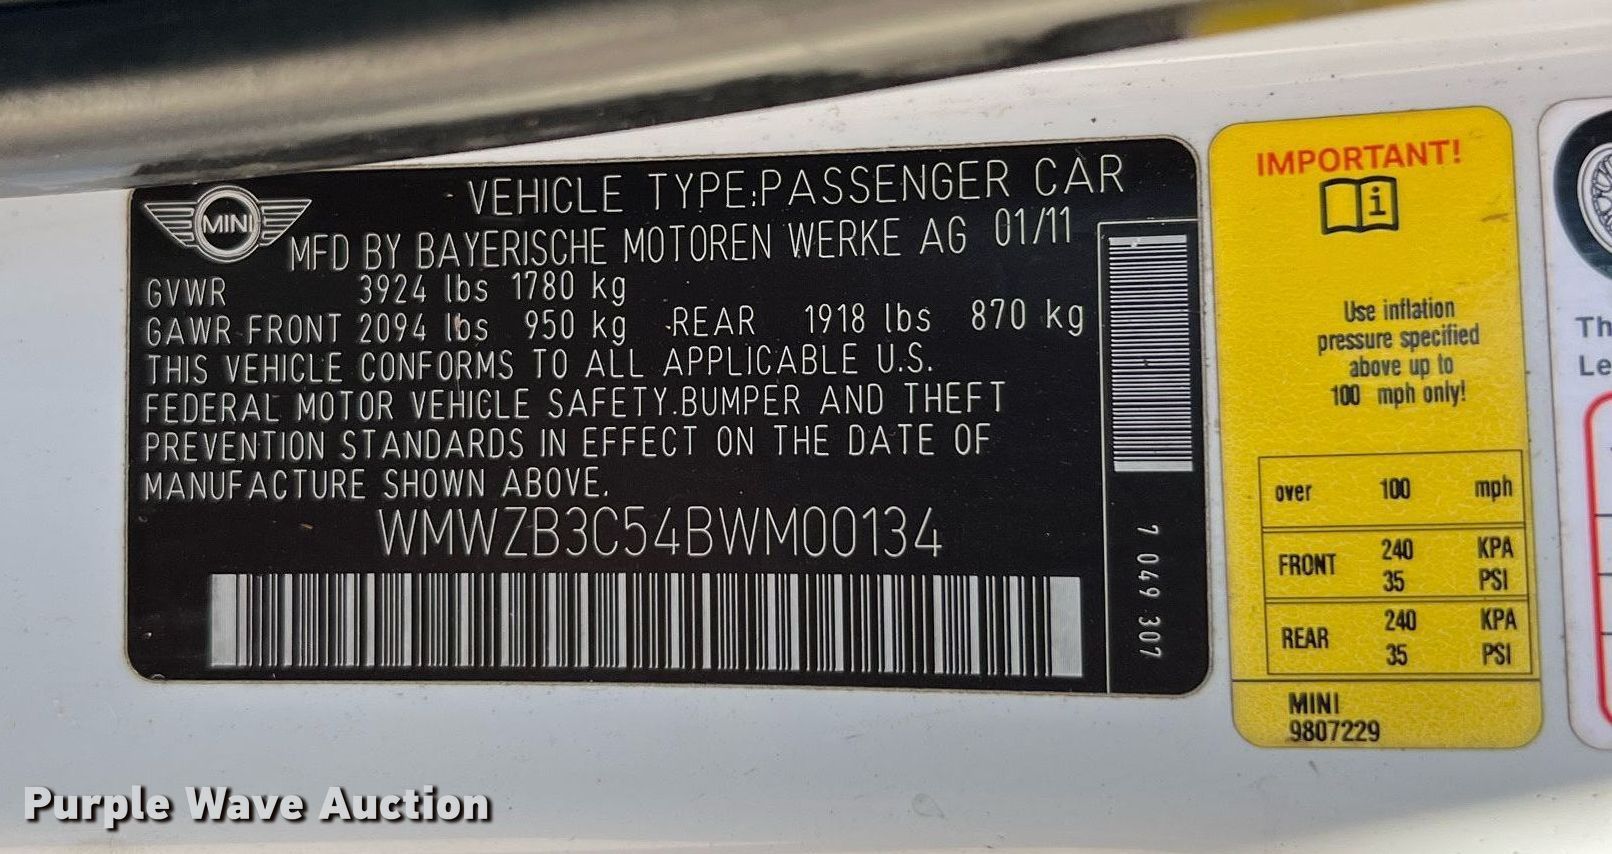 MINI
VEHICLE TYPE:PASSENGER CAR
MFD BY BAYERISCHE MOTOREN WERKE AG 01/11
GVWR 3924 lbs 1780 kg
GAWR-FRONT 2094 lbs 950 kg -REAR 1918 lbs 870 kg
THIS VEHICLE CONFORMS TO ALL APPLICABLE U.S.
FEDERAL MOTOR VEHICLE SAFETY.BUMPER AND THEFT
PREVENTION STANDARDS IN EFFECT ON THE DATE OF
MANUFACTURE SHOWN ABOVE.
WMWZB3C54BWM00134
7 049 307
IMPORTANT!
i
Use inflation
pressure specified
above up to
100 mph only!
over 100 mph
FRONT 240 KPA
35 PSI
REAR 240 KPA
35 PSI
MINI
9807229
Purple Wave Auction